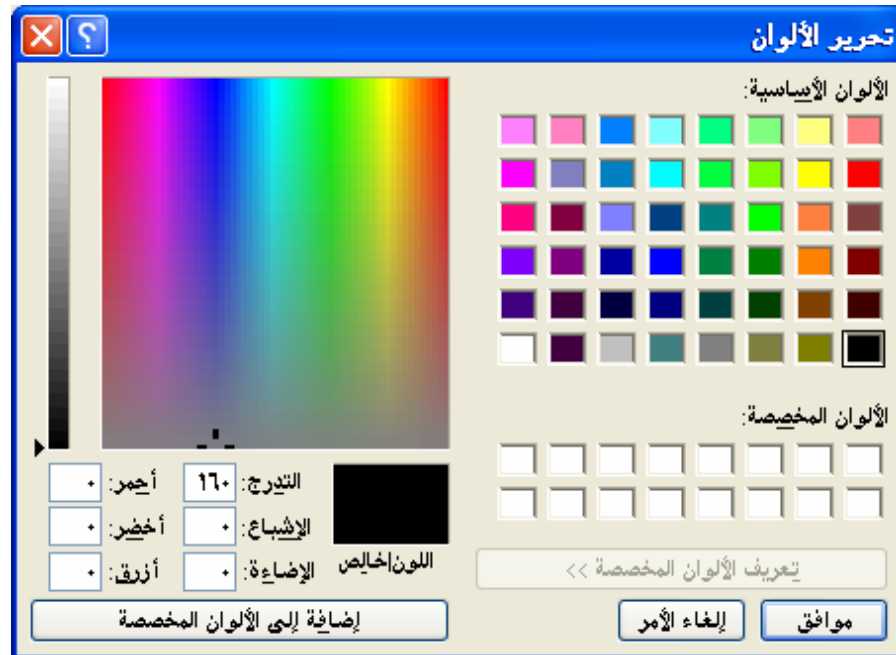 تحرير الألوان
الألوان الأساسية:
الألوان المخصصة:
تعريف الألوان المخصصة >>
موافق
إلغاء الأمر
اللون|خالص
التدرج: ١٦٠
الإشباع: ٠
الإضاءة: ٠
أحمر: ٠
أخضر: ٠
أزرق: ٠
إضافة إلى الألوان المخصصة